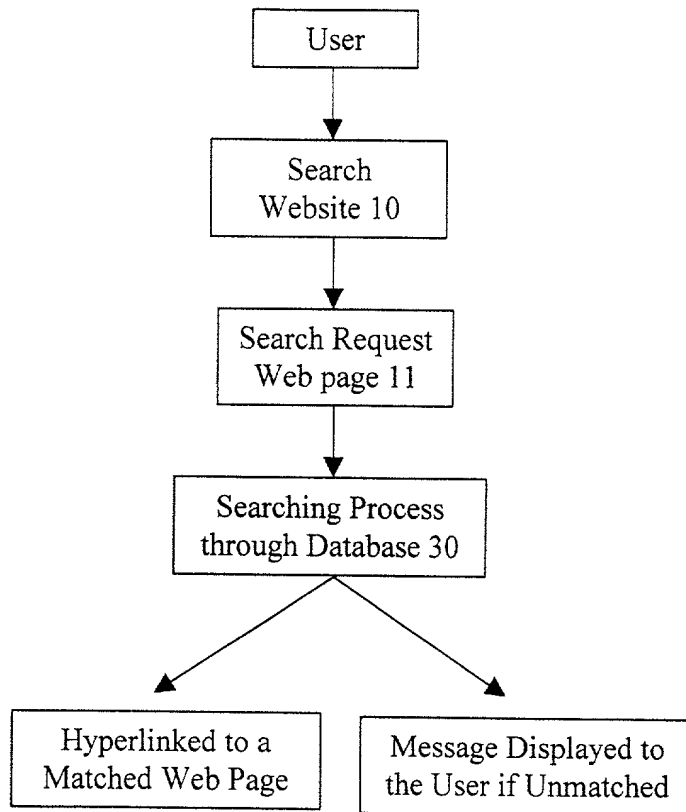 User
Search
Website 10
Search Request
Web page 11
Searching Process
through Database 30
Hyperlinked to a
Matched Web Page
Message Displayed to
the User if Unmatched